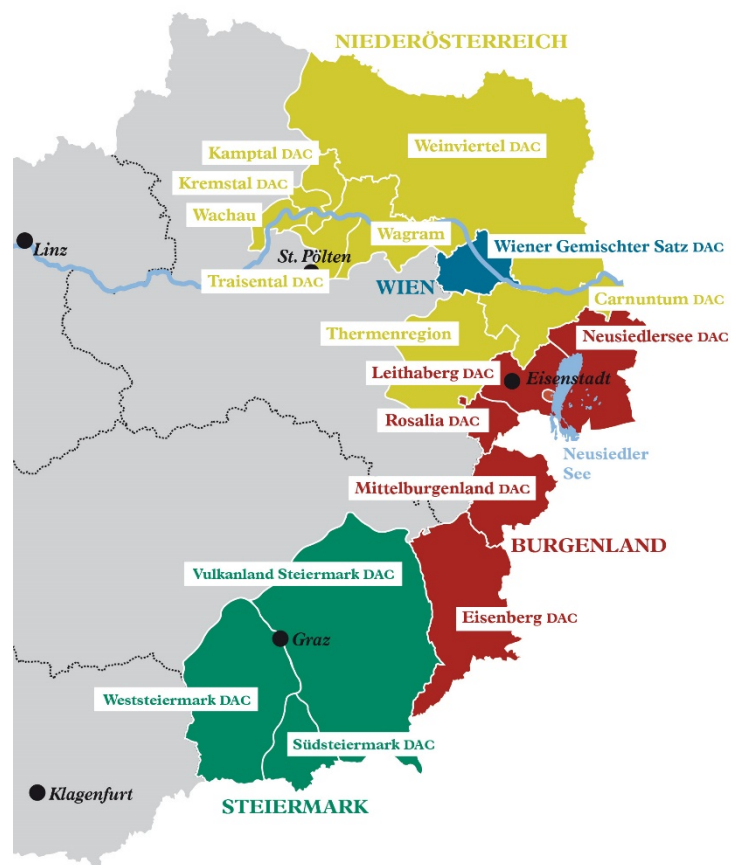 NIEDERÖSTERREICH
Weinviertel DAC
Kamptal DAC
Kremstal DAC
Wachau
Wagram
Linz
St. Pölten
Wiener Gemischter Satz DAC
Traisental DAC
WIEN
Carnuntum DAC
Thermenregion
Neusiedlersee DAC
Leithaberg DAC
Eisenstadt
Rosalia DAC
Neusiedler
See
Mittelburgenland DAC
BURGENLAND
Vulkanland Steiermark DAC
Eisenberg DAC
Graz
Weststeiermark DAC
Südsteiermark DAC
Klagenfurt
STEIERMARK